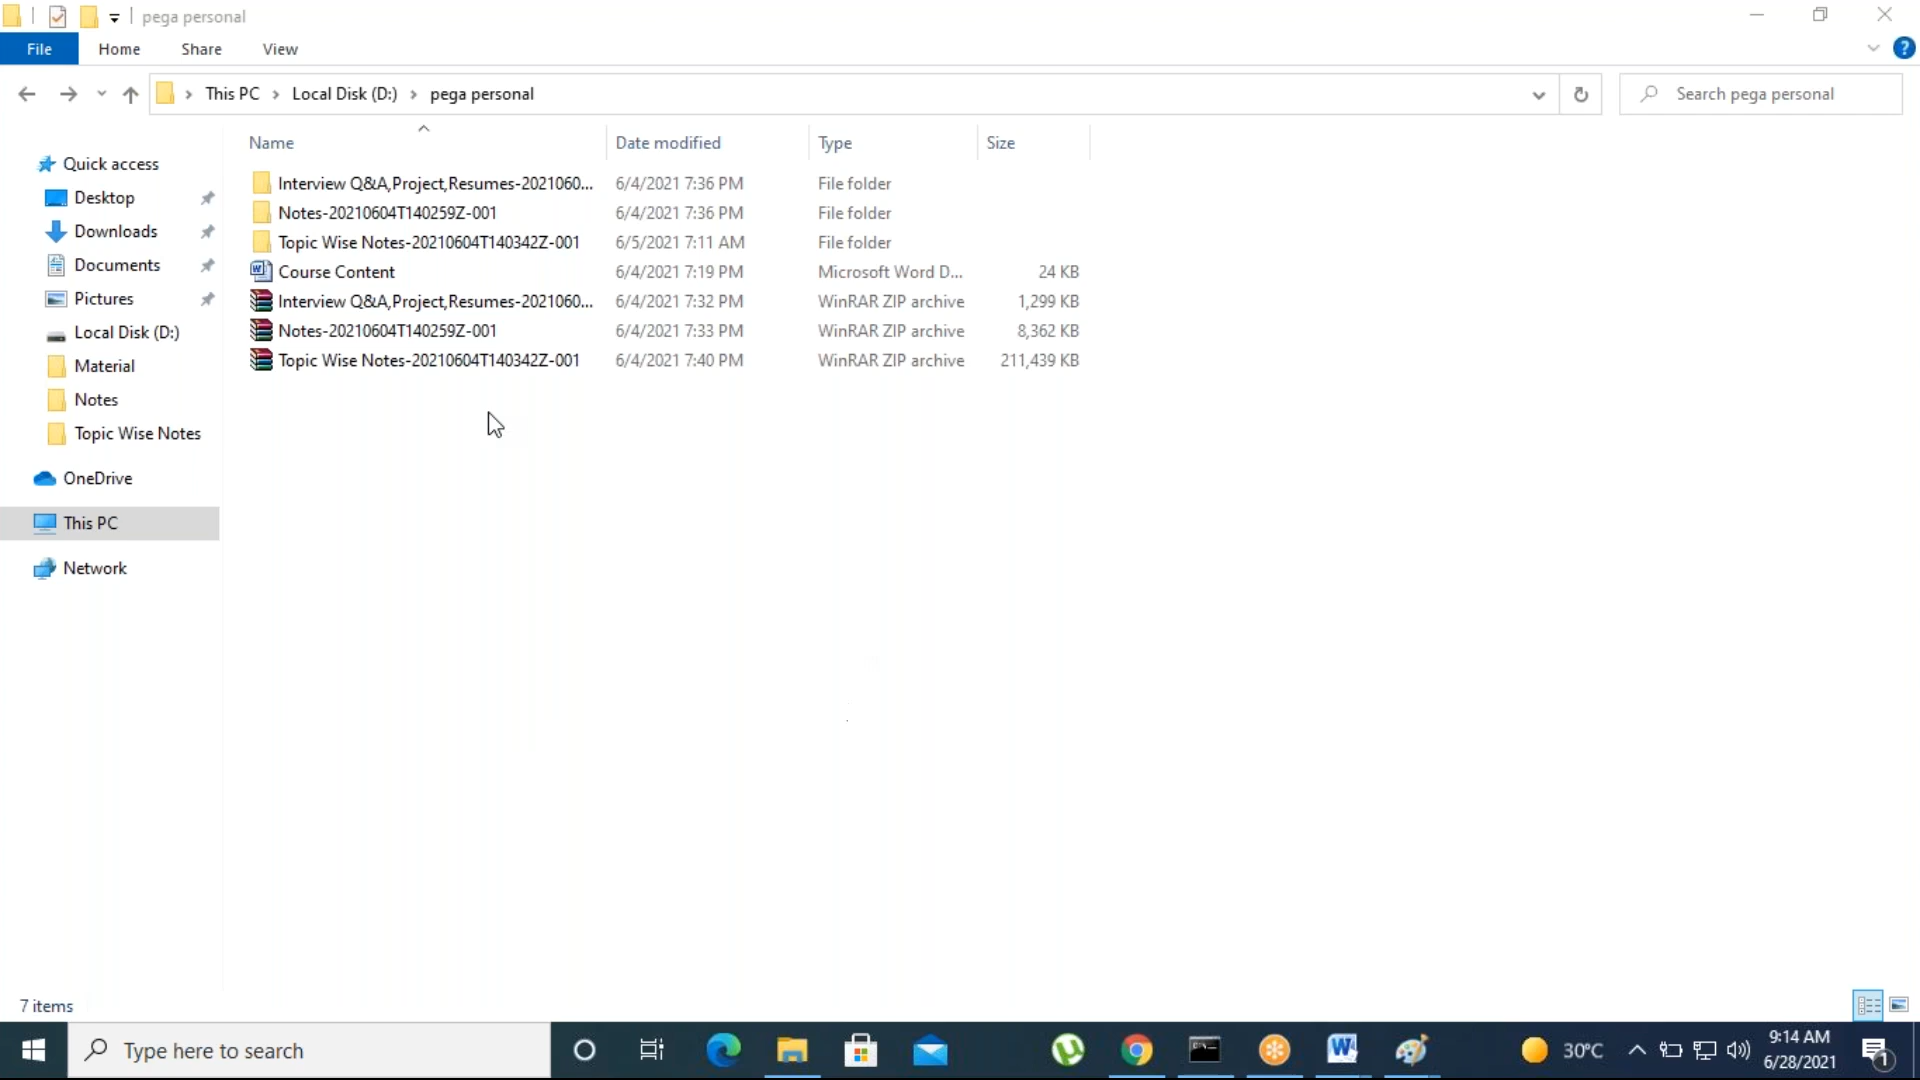 pega personal
File Home Share View
This PC Local Disk (D:) pega personal Search pega personal
Name Date modified Type Size
Quick access
Desktop
Downloads
Documents
Pictures
Local Disk (D:)
Material
Notes
Topic Wise Notes
OneDrive
This PC
Network
Interview Q&A,Project,Resumes-2021060... 6/4/2021 7:36 PM File folder
Notes-20210604T140259Z-001 6/4/2021 7:36 PM File folder
Topic Wise Notes-20210604T140342Z-001 6/5/2021 7:11 AM File folder
Course Content 6/4/2021 7:19 PM Microsoft Word D... 24 KB
Interview Q&A,Project,Resumes-2021060... 6/4/2021 7:32 PM WinRAR ZIP archive 1,299 KB
Notes-20210604T140259Z-001 6/4/2021 7:33 PM WinRAR ZIP archive 8,362 KB
Topic Wise Notes-20210604T140342Z-001 6/4/2021 7:40 PM WinRAR ZIP archive 211,439 KB
7 items
Type here to search 30°C 9:14 AM
6/28/2021 1